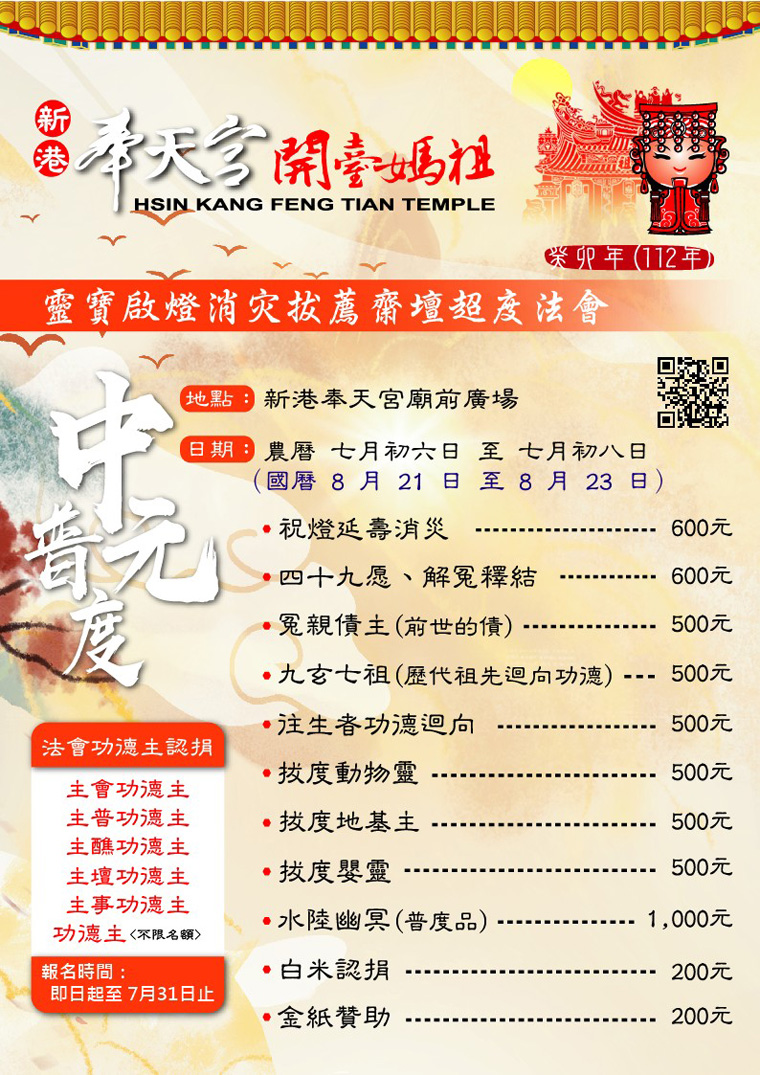 新港
奉天宮
開臺媽祖
HSIN KANG FENG TIAN TEMPLE
癸卯年(112年)
靈寶啟燈消灾拔薦齋壇超度法會
中元普度
地點：新港奉天宮廟前廣場
日期：農曆 七月初六日 至 七月初八日
(國曆 8 月 21 日 至 8 月 23 日)
•祝燈延壽消災 -------------------- 600元
•四十九愿、解冤釋結 ----------- 600元
•冤親債主(前世的債) --------------- 500元
•九玄七祖(歷代祖先迴向功德) --- 500元
•往生者功德迴向 ------------------ 500元
•拔度動物靈 ------------------------- 500元
•拔度地基主 ------------------------- 500元
•拔度嬰靈 ---------------------------- 500元
•水陸幽冥(普度品) --------------- 1,000元
•白米認捐 ---------------------------- 200元
•金紙贊助 ---------------------------- 200元
法會功德主認捐
主會功德主
主普功德主
主醮功德主
主壇功德主
主事功德主
功德主<不限名額>
報名時間：
即日起至 7月31日止